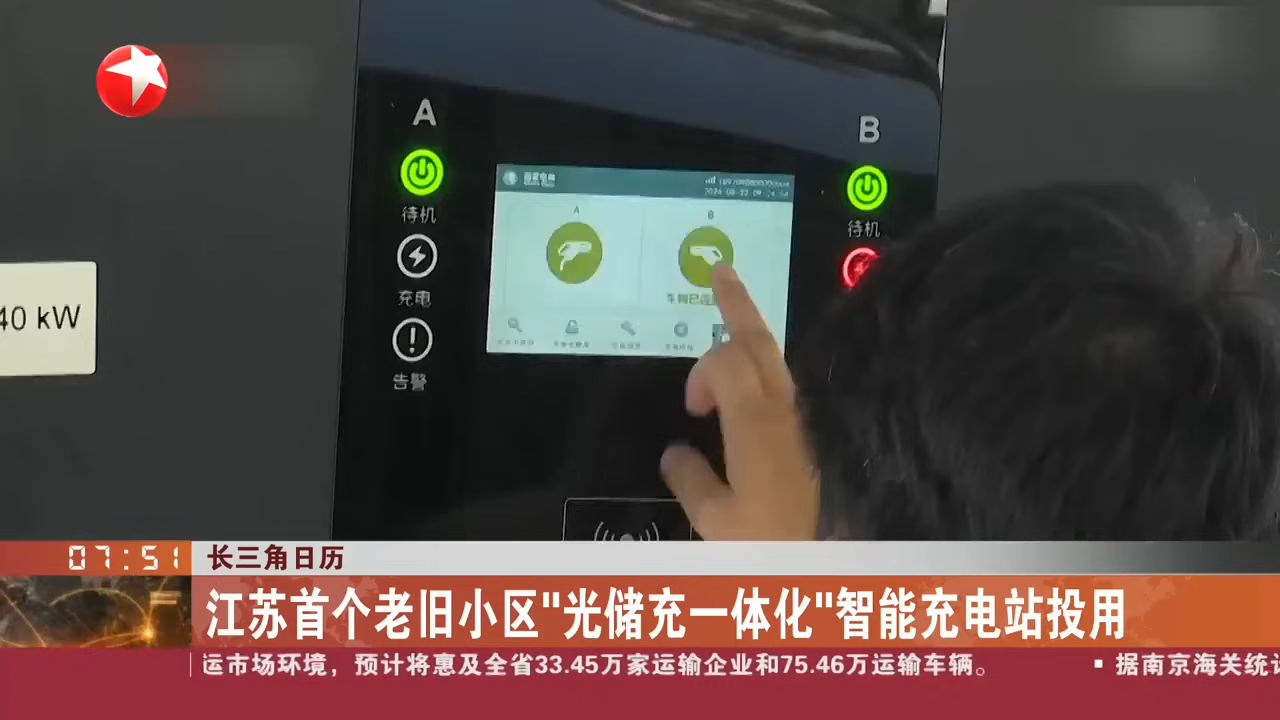 A
B
待机
待机
充电
告警
国家电网
A
B
40 kW
07:51
长三角日历
江苏首个老旧小区"光储充一体化"智能充电站投用
运市场环境，预计将惠及全省33.45万家运输企业和75.46万运输车辆。
▪ 据南京海关统计